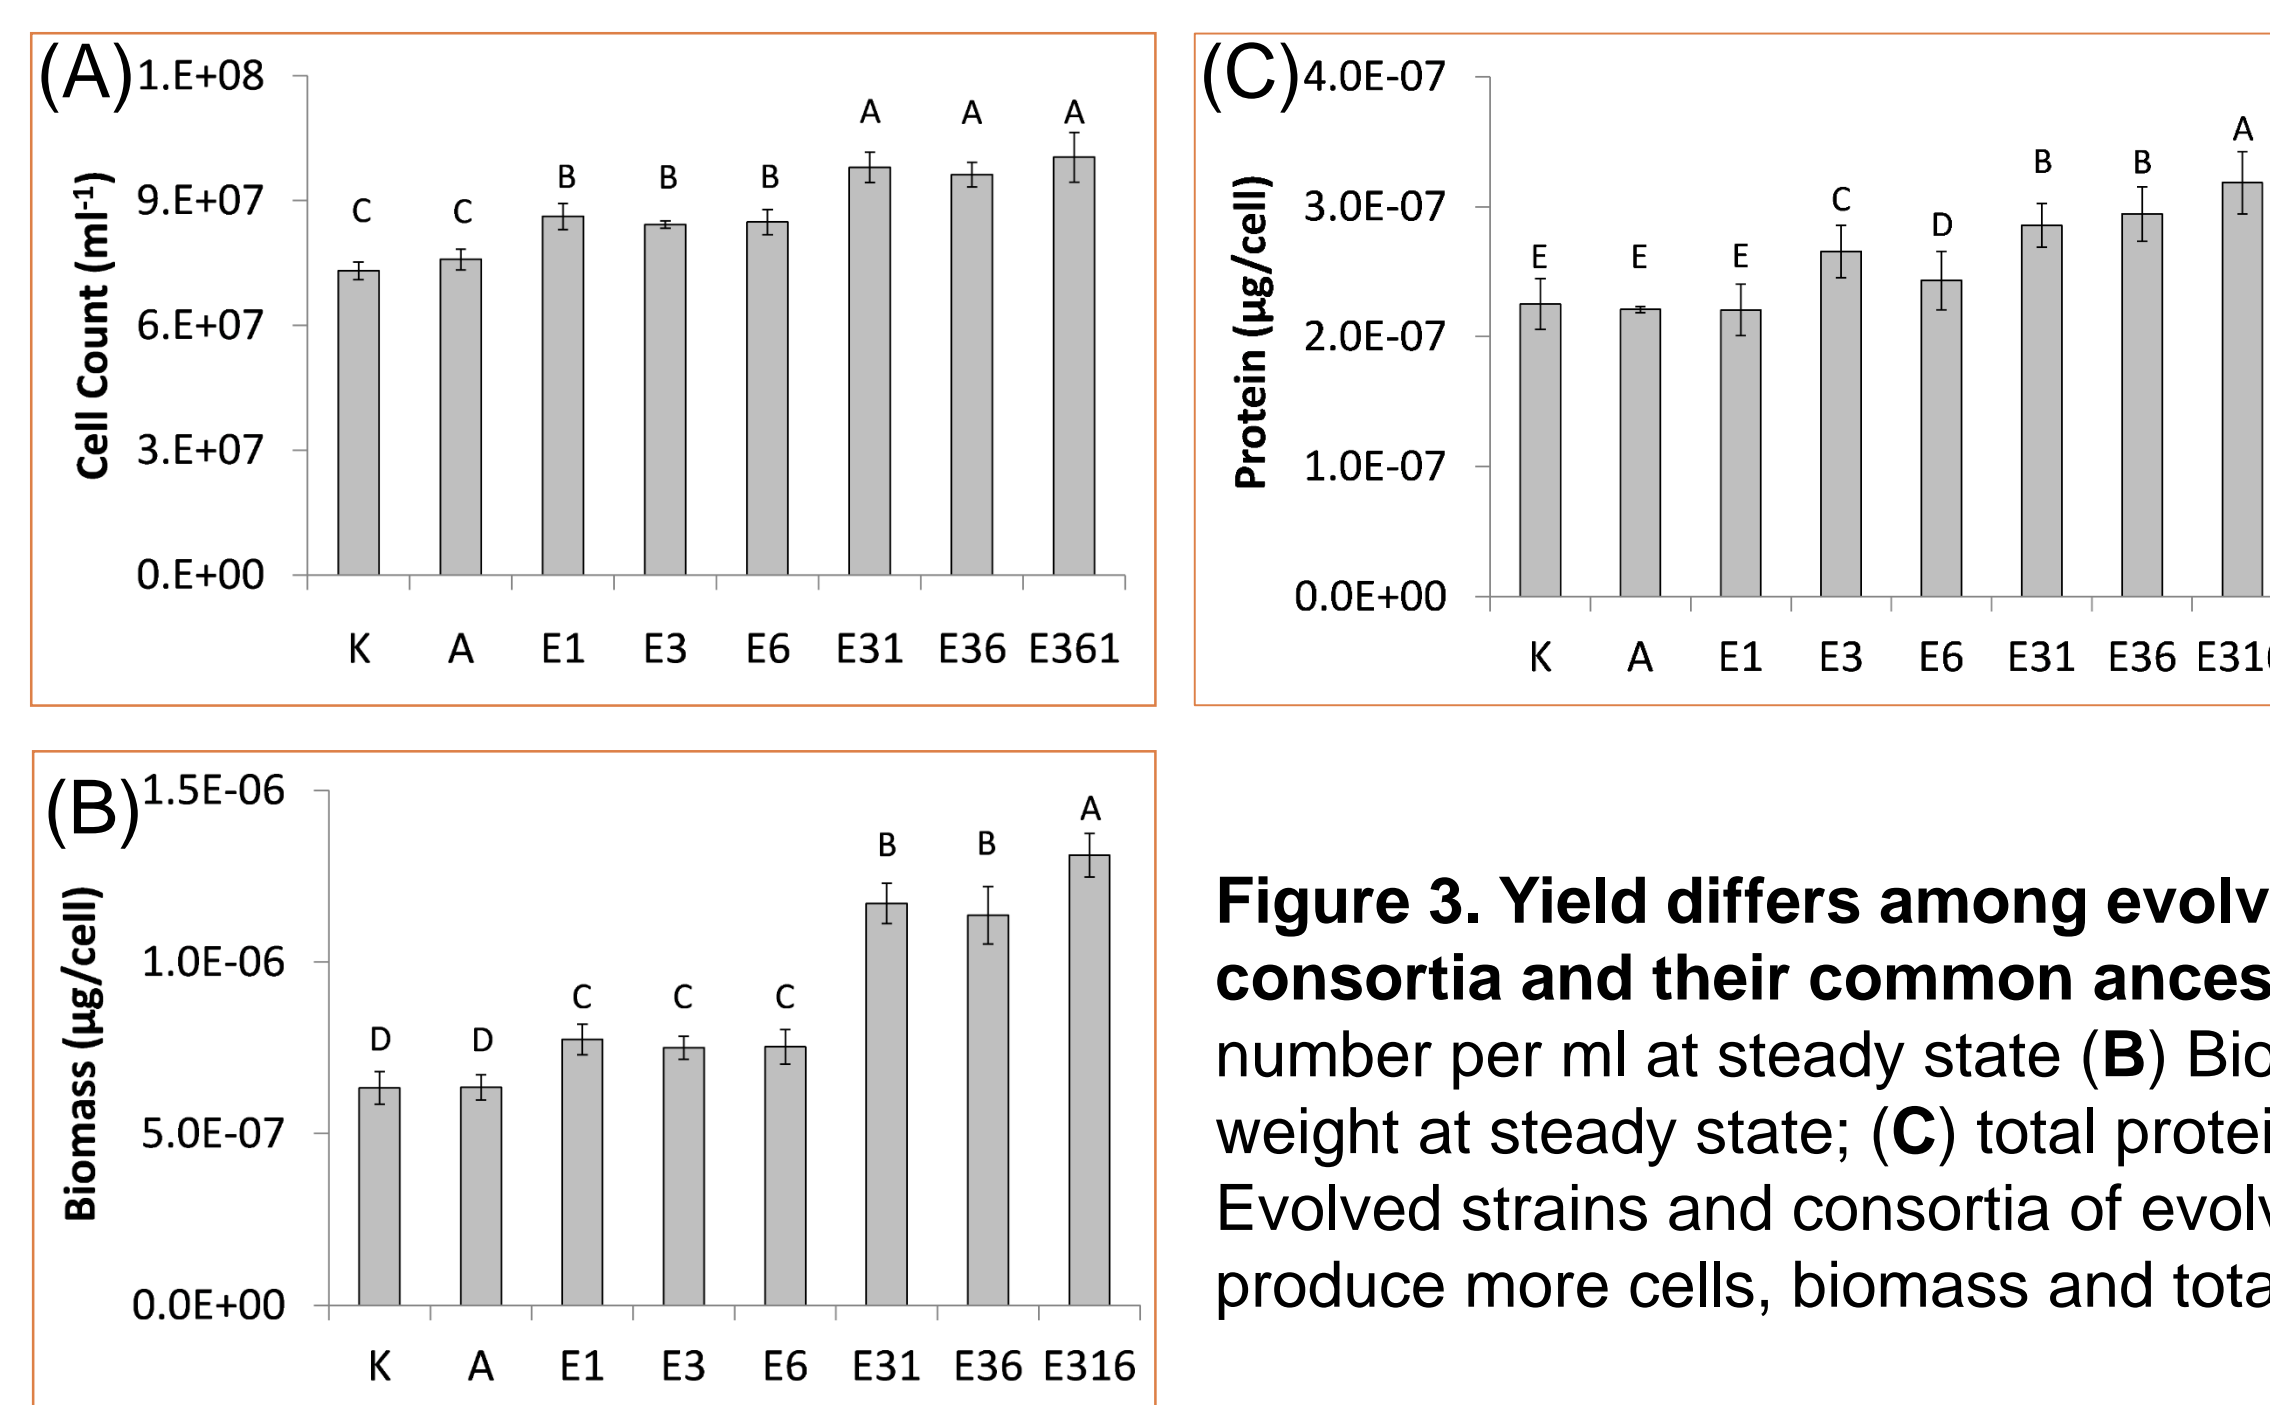 (A)
1.E+08
9.E+07
6.E+07
3.E+07
0.E+00
Cell Count (ml-1)
C C B B B A A A
K A E1 E3 E6 E31 E36 E361
(C)
4.0E-07
3.0E-07
2.0E-07
1.0E-07
0.0E+00
Protein (µg/cell)
E E E C D B B A
K A E1 E3 E6 E31 E36
(B)
1.5E-06
1.0E-06
5.0E-07
0.0E+00
Biomass (µg/cell)
D D C C C B B A
K A E1 E3 E6 E31 E36 E316
Figure 3. Yield differs among
consortia and their common
number per ml at steady state (B)
weight at steady state; (C) total
Evolved strains and consortia of
produce more cells, biomass and